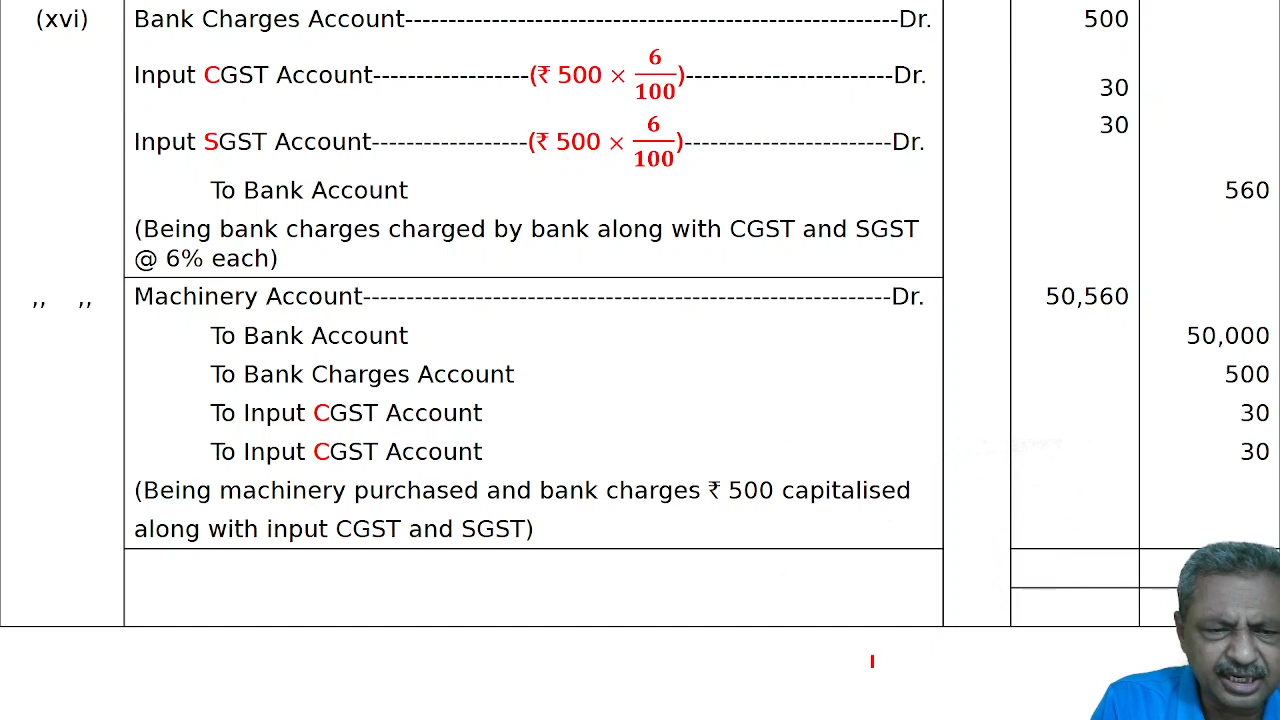 (xvi) Bank Charges Account---------------------------------------------------------Dr. 500
Input CGST Account------------------(₹ 500 × 6/100)------------------------Dr. 30
Input SGST Account------------------(₹ 500 × 6/100)------------------------Dr. 30
To Bank Account 560
(Being bank charges charged by bank along with CGST and SGST
@ 6% each)
,, ,, Machinery Account-------------------------------------------------------------Dr. 50,560
To Bank Account 50,000
To Bank Charges Account 500
To Input CGST Account 30
To Input CGST Account 30
(Being machinery purchased and bank charges ₹ 500 capitalised
along with input CGST and SGST)